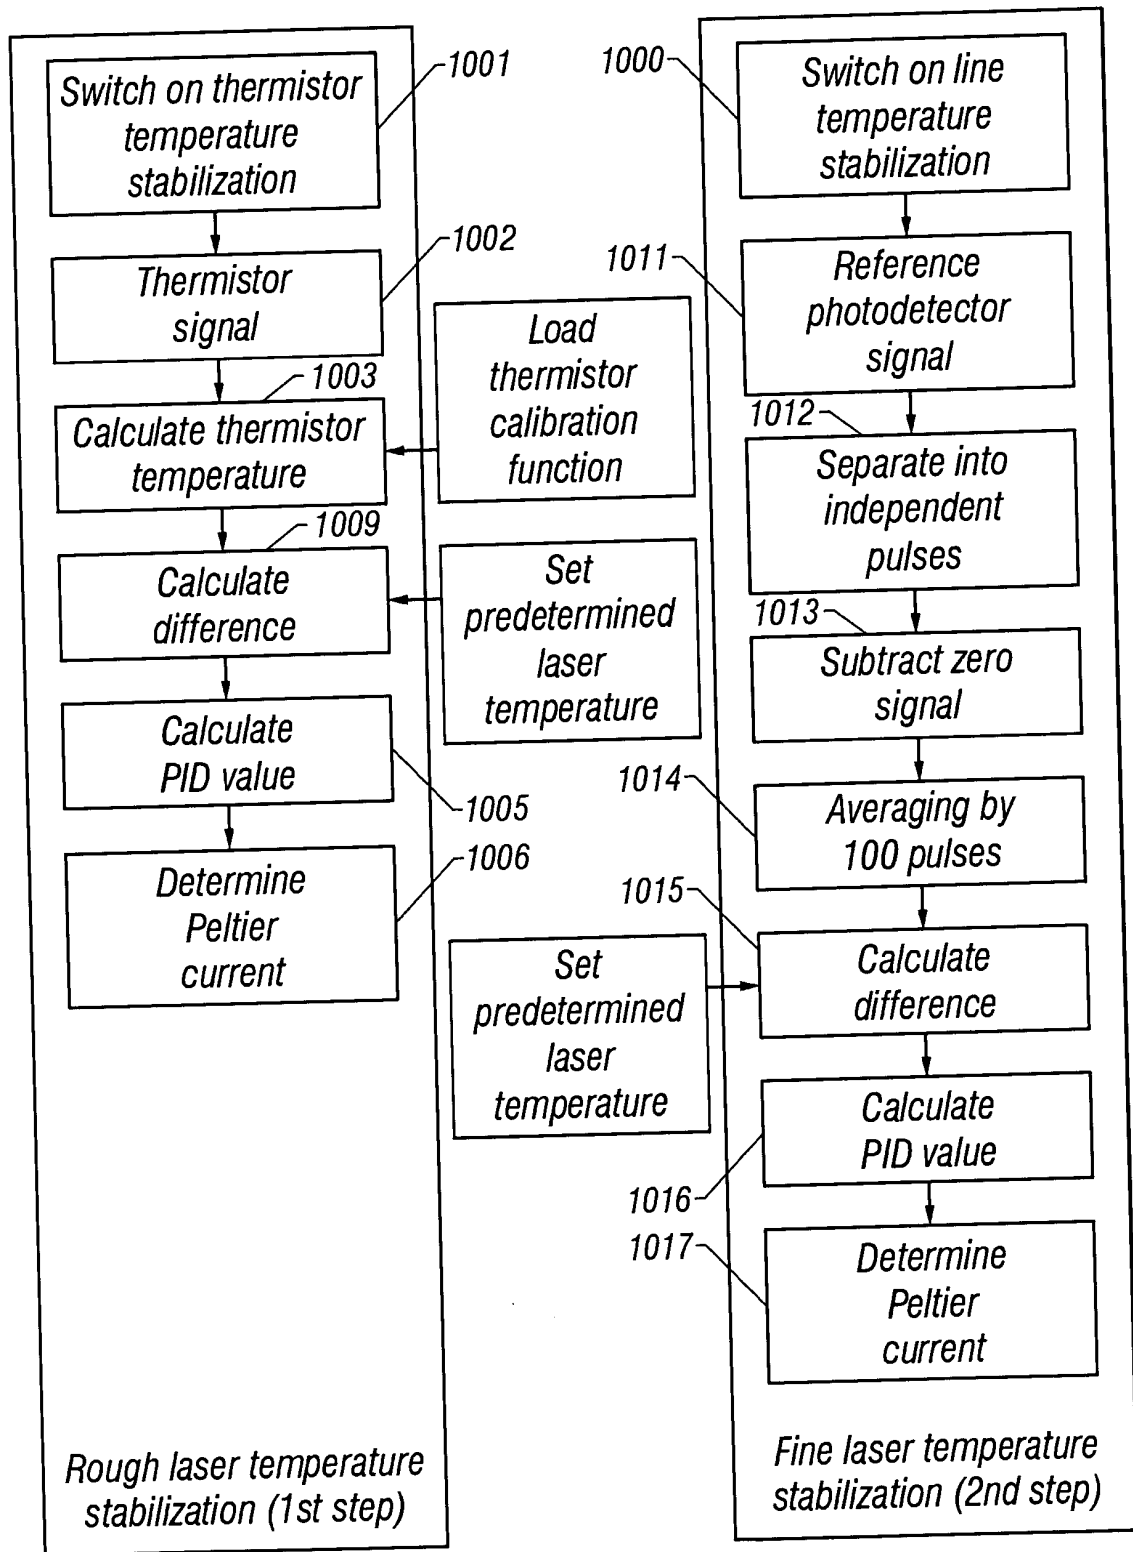 Switch on thermistor
temperature
stabilization
1001
Thermistor
signal
1002
1003
Calculate thermistor
temperature
1009
Calculate
difference
Calculate
PID value
1005
Determine
Peltier
current
1006
Rough laser temperature
stabilization (1st step)
Load
thermistor
calibration
function
Set
predetermined
laser
temperature
Set
predetermined
laser
temperature
1000
Switch on line
temperature
stabilization
1011
Reference
photodetector
signal
1012
Separate into
independent
pulses
1013
Subtract zero
signal
1014
Averaging by
100 pulses
1015
Calculate
difference
Calculate
PID value
1016
1017
Determine
Peltier
current
Fine laser temperature
stabilization (2nd step)